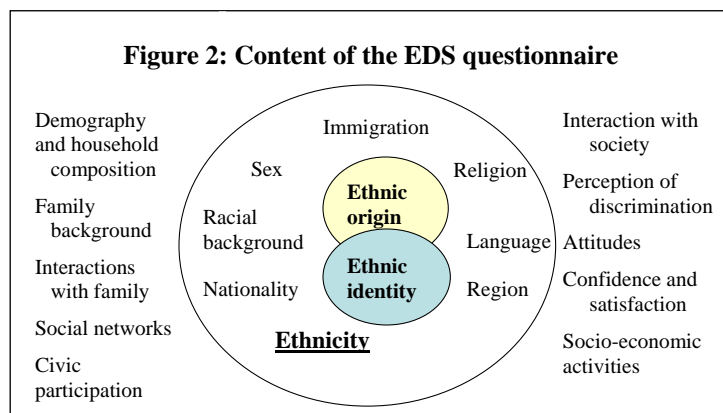 Figure 2: Content of the EDS questionnaire
Demography
and household
composition
Family
background
Interactions
with family
Social networks
Civic
participation
Immigration
Sex
Religion
Ethnic
origin
Racial
background
Language
Ethnic
identity
Nationality
Region
Ethnicity
Interaction with
society
Perception of
discrimination
Attitudes
Confidence and
satisfaction
Socio-economic
activities